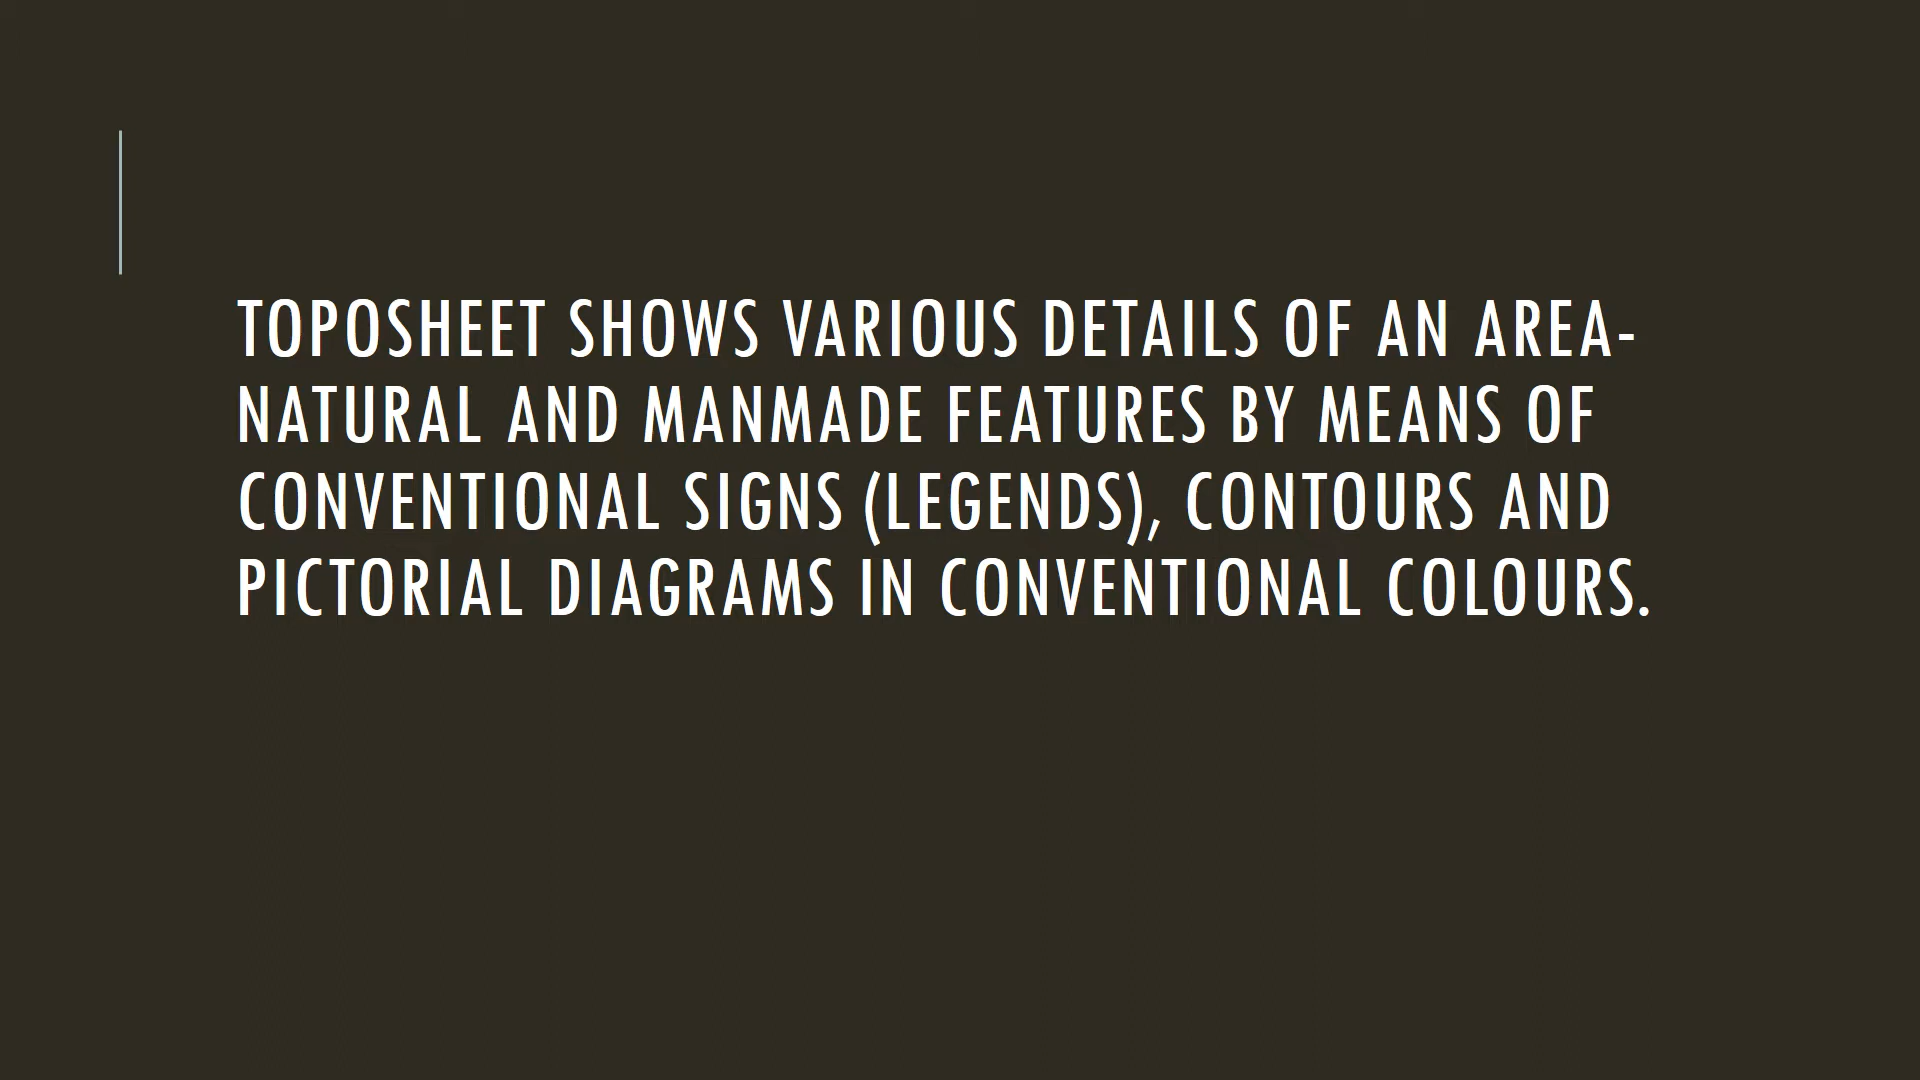 TOPOSHEET SHOWS VARIOUS DETAILS OF AN AREA-
NATURAL AND MANMADE FEATURES BY MEANS OF
CONVENTIONAL SIGNS (LEGENDS), CONTOURS AND
PICTORIAL DIAGRAMS IN CONVENTIONAL COLOURS.